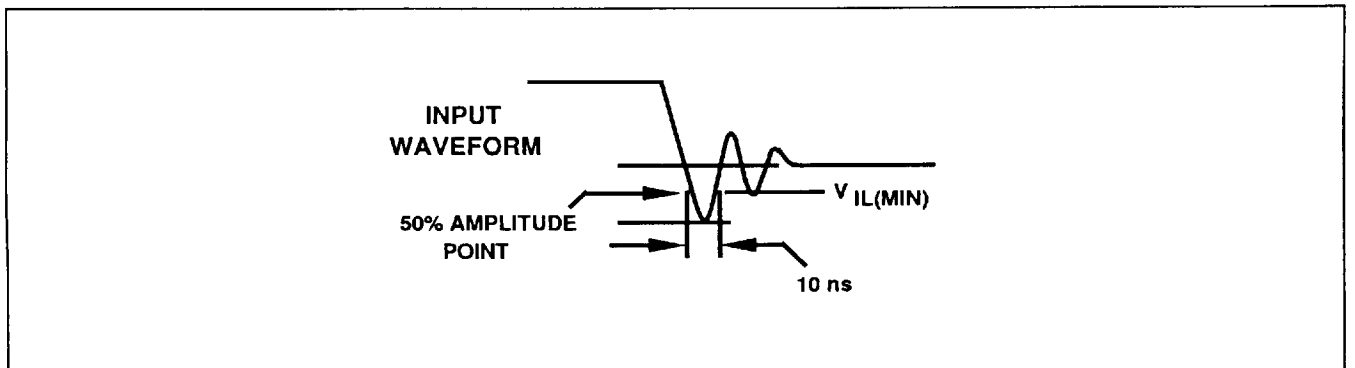 INPUT
WAVEFORM
V IL(MIN)
50% AMPLITUDE
POINT
10 ns